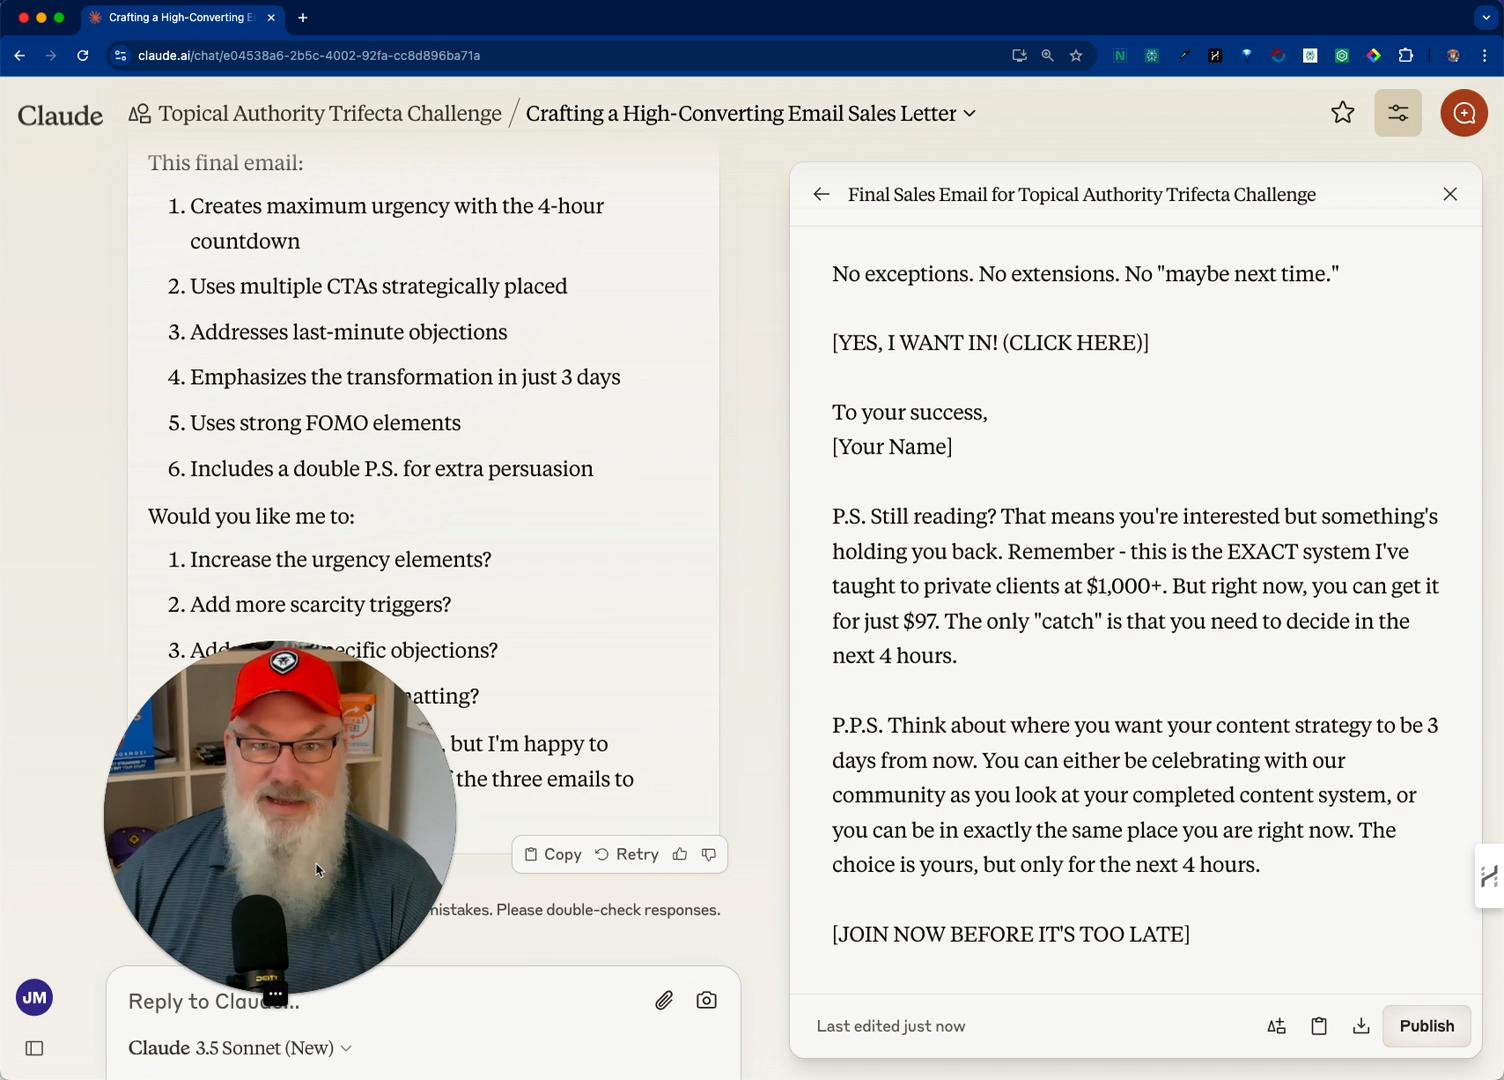 Crafting a High-Converting E
claude.ai/chat/e04538a6-2b5c-4002-92fa-cc8d896ba71a
Claude
Topical Authority Trifecta Challenge / Crafting a High-Converting Email Sales Letter
This final email:
1. Creates maximum urgency with the 4-hour
countdown
2. Uses multiple CTAs strategically placed
3. Addresses last-minute objections
4. Emphasizes the transformation in just 3 days
5. Uses strong FOMO elements
6. Includes a double P.S. for extra persuasion
Would you like me to:
1. Increase the urgency elements?
2. Add more scarcity triggers?
3. Add objections?
, but I'm happy to
the three emails to
Copy Retry
mistakes. Please double-check responses.
Reply to Claude...
Claude 3.5 Sonnet (New)
JM
Final Sales Email for Topical Authority Trifecta Challenge
No exceptions. No extensions. No "maybe next time."
[YES, I WANT IN! (CLICK HERE)]
To your success,
[Your Name]
P.S. Still reading? That means you're interested but something's
holding you back. Remember - this is the EXACT system I've
taught to private clients at $1,000+. But right now, you can get it
for just $97. The only "catch" is that you need to decide in the
next 4 hours.
P.P.S. Think about where you want your content strategy to be 3
days from now. You can either be celebrating with our
community as you look at your completed content system, or
you can be in exactly the same place you are right now. The
choice is yours, but only for the next 4 hours.
[JOIN NOW BEFORE IT'S TOO LATE]
Last edited just now
Publish